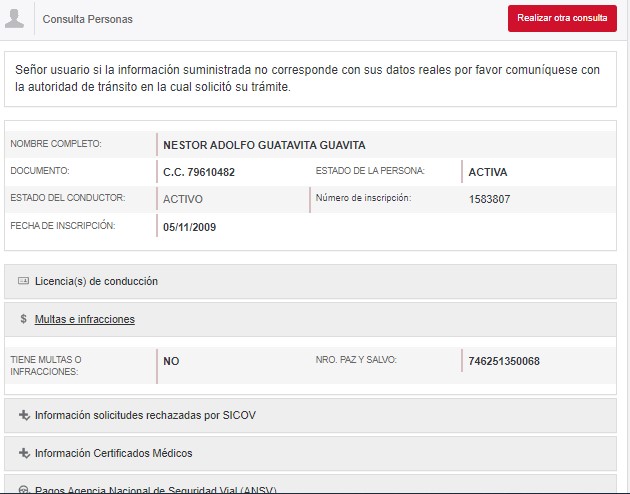 Consulta Personas
Realizar otra consulta
Señor usuario si la información suministrada no corresponde con sus datos reales por favor comuníquese con
la autoridad de tránsito en la cual solicitó su trámite.
NOMBRE COMPLETO: NESTOR ADOLFO GUATAVITA GUAVITA
DOCUMENTO: C.C. 79610482 ESTADO DE LA PERSONA: ACTIVA
ESTADO DEL CONDUCTOR: ACTIVO Número de inscripción: 1583807
FECHA DE INSCRIPCIÓN: 05/11/2009
Licencia(s) de conducción
$ Multas e infracciones
TIENE MULTAS O
INFRACCIONES: NO NRO. PAZ Y SALVO: 746251350068
Información solicitudes rechazadas por SICOV
Información Certificados Médicos
Pagos Agencia Nacional de Seguridad Vial (ANSV)